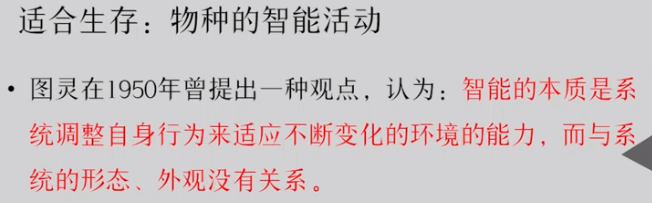 适合生存：物种的智能活动
• 图灵在1950年曾提出一种观点，认为：智能的本质是系
统调整自身行为来适应不断变化的环境的能力，而与系
统的形态、外观没有关系。